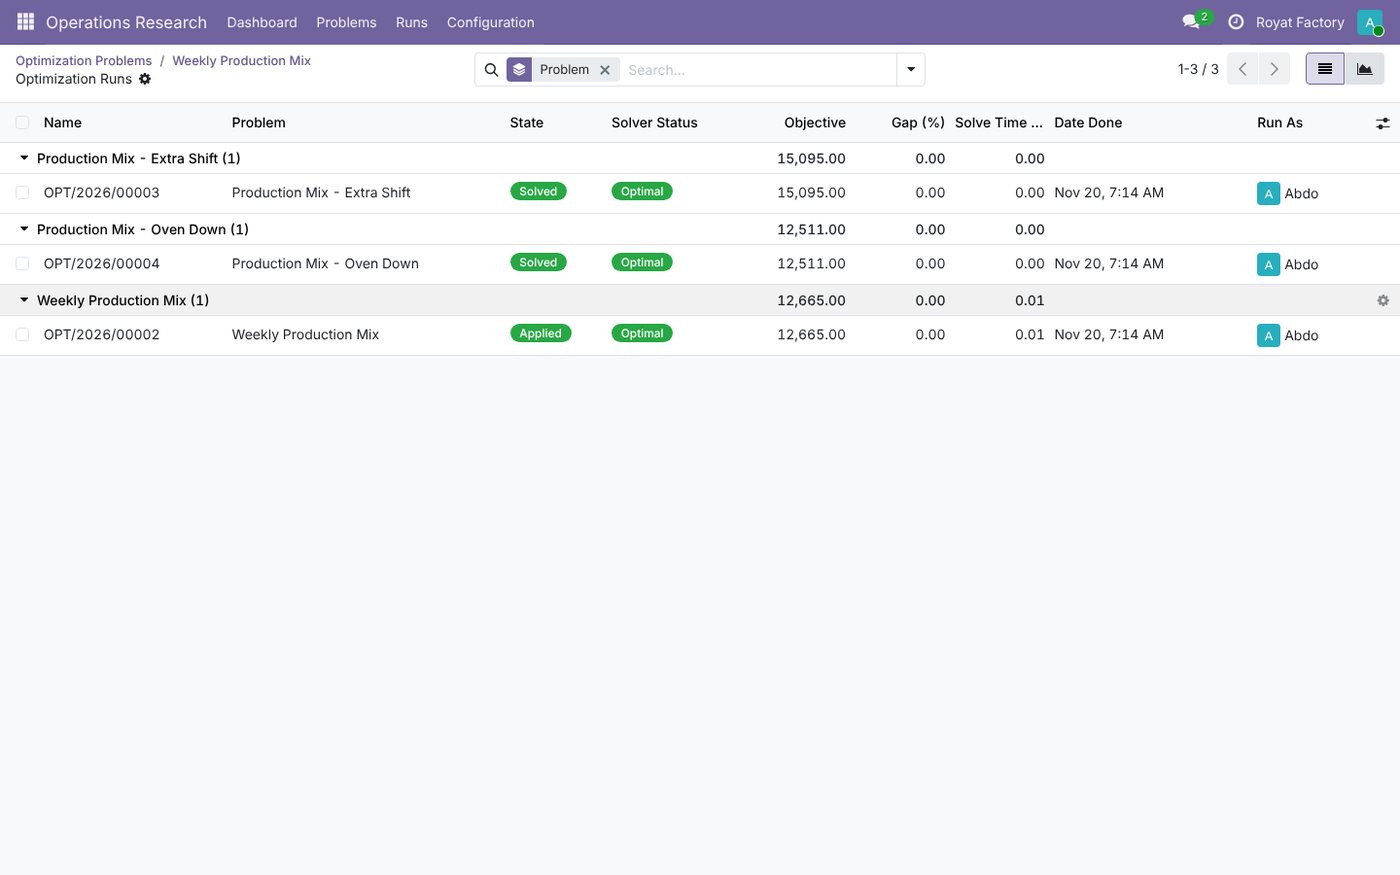 Operations Research Dashboard Problems Runs Configuration 2 Royat Factory A
Optimization Problems / Weekly Production Mix
Optimization Runs
Problem Search... 1-3 / 3
Name Problem State Solver Status Objective Gap (%) Solve Time ... Date Done Run As
Production Mix - Extra Shift (1) 15,095.00 0.00 0.00
OPT/2026/00003 Production Mix - Extra Shift Solved Optimal 15,095.00 0.00 0.00 Nov 20, 7:14 AM A Abdo
Production Mix - Oven Down (1) 12,511.00 0.00 0.00
OPT/2026/00004 Production Mix - Oven Down Solved Optimal 12,511.00 0.00 0.00 Nov 20, 7:14 AM A Abdo
Weekly Production Mix (1) 12,665.00 0.00 0.01
OPT/2026/00002 Weekly Production Mix Applied Optimal 12,665.00 0.00 0.01 Nov 20, 7:14 AM A Abdo